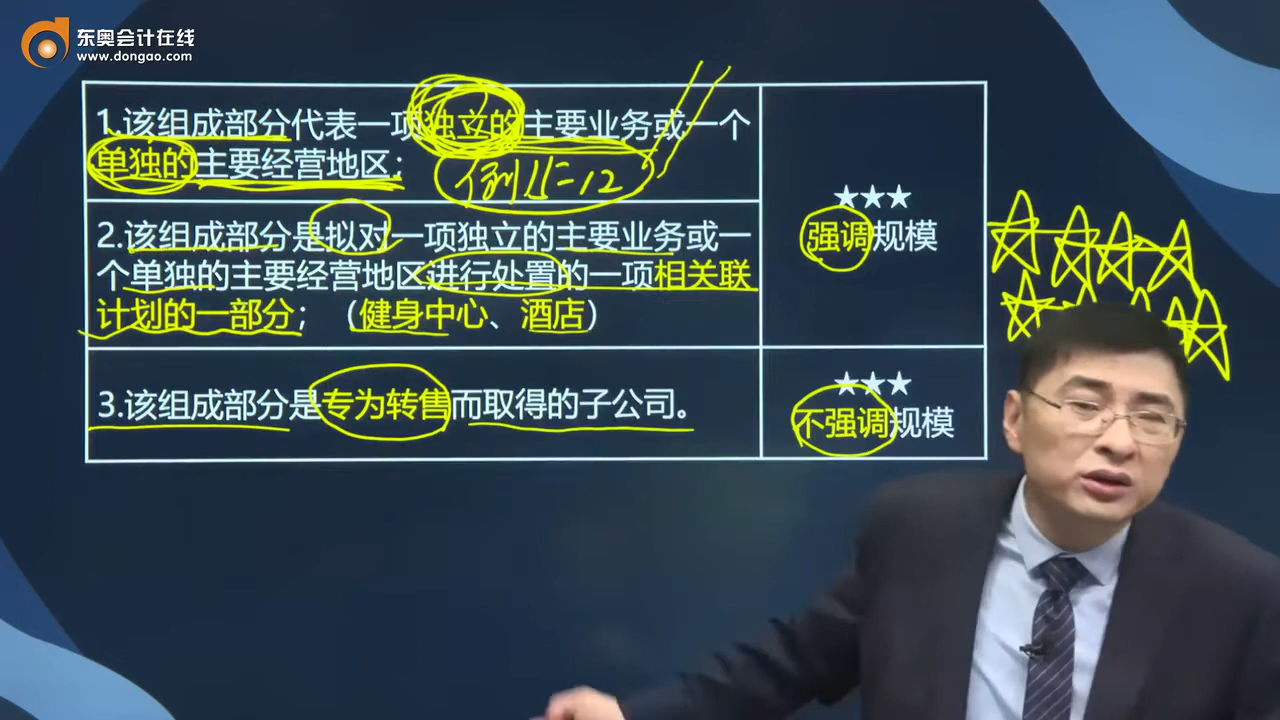 东奥会计在线
www.dongao.com
1.该组成部分代表一项独立的主要业务或一个
单独的主要经营地区；
★★★
强调规模
2.该组成部分是拟对一项独立的主要业务或一
个单独的主要经营地区进行处置的一项相关联
计划的一部分；（健身中心、酒店）
3.该组成部分是专为转售而取得的子公司。
★★★
不强调规模